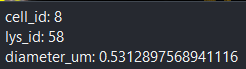 cell_id: 8
lys_id: 58
diameter_um: 0.5312897568941116